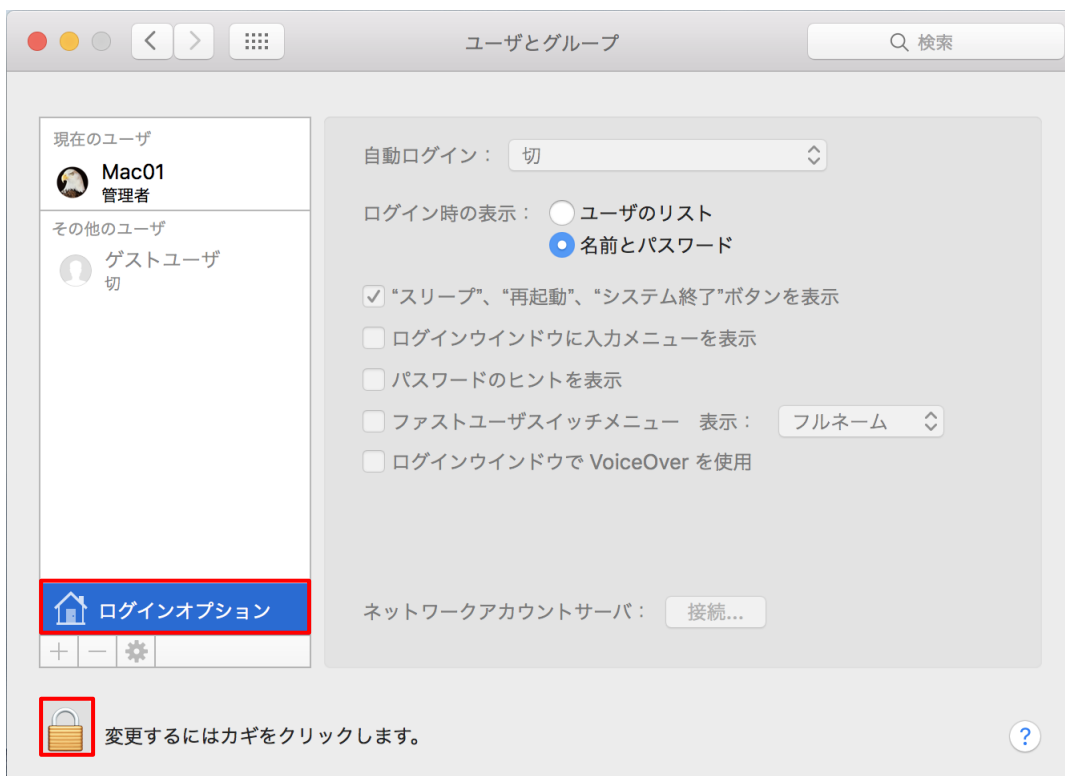 ユーザとグループ
検索
現在のユーザ
Mac01
管理者
その他のユーザ
ゲストユーザ
切
ログインオプション
自動ログイン： 切
ログイン時の表示： ユーザのリスト
名前とパスワード
“スリープ”、“再起動”、“システム終了”ボタンを表示
ログインウインドウに入力メニューを表示
パスワードのヒントを表示
ファストユーザスイッチメニュー 表示： フルネーム
ログインウインドウで VoiceOver を使用
ネットワークアカウントサーバ： 接続...
変更するにはカギをクリックします。
?